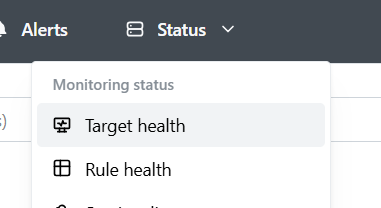 Alerts Status
Monitoring status
Target health
)
Rule health